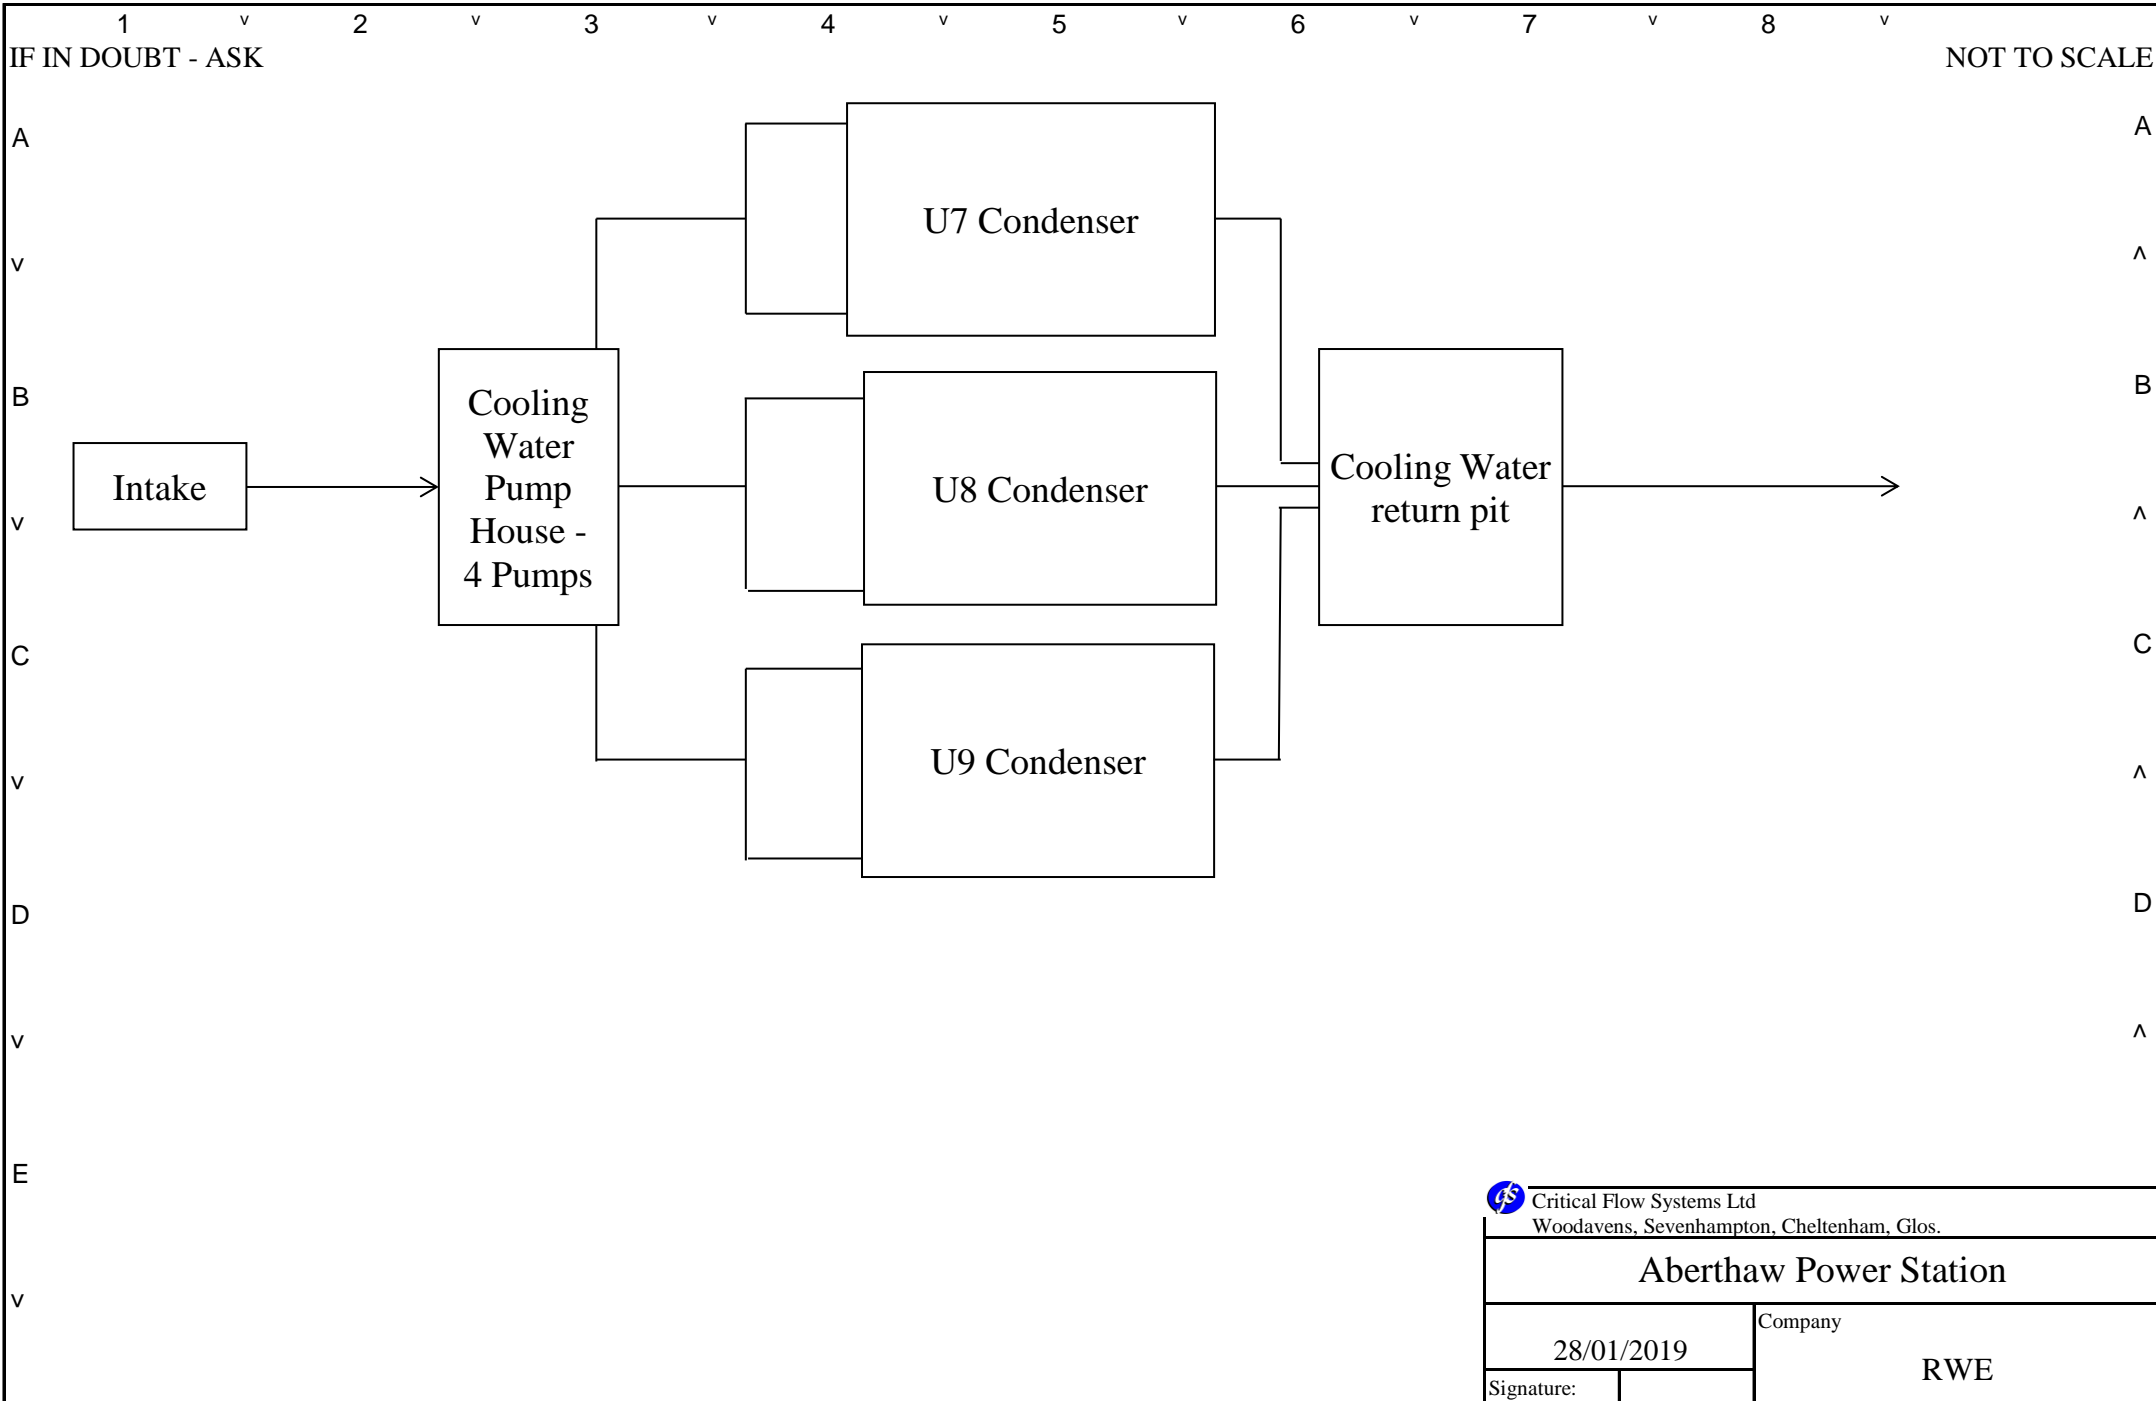 1 v 2 v 3 v 4 v 5 v 6 v 7 v 8 v
IF IN DOUBT - ASK
NOT TO SCALE
A
A
U7 Condenser
v
^
B
B
Cooling
Water
Pump
House -
4 Pumps
Intake
U8 Condenser
Cooling Water
return pit
v
^
C
C
U9 Condenser
v
^
D
D
v
^
E
v
cfs
Critical Flow Systems Ltd
Woodavens, Sevenhampton, Cheltenham, Glos.
Aberthaw Power Station
28/01/2019
Company
RWE
Signature: